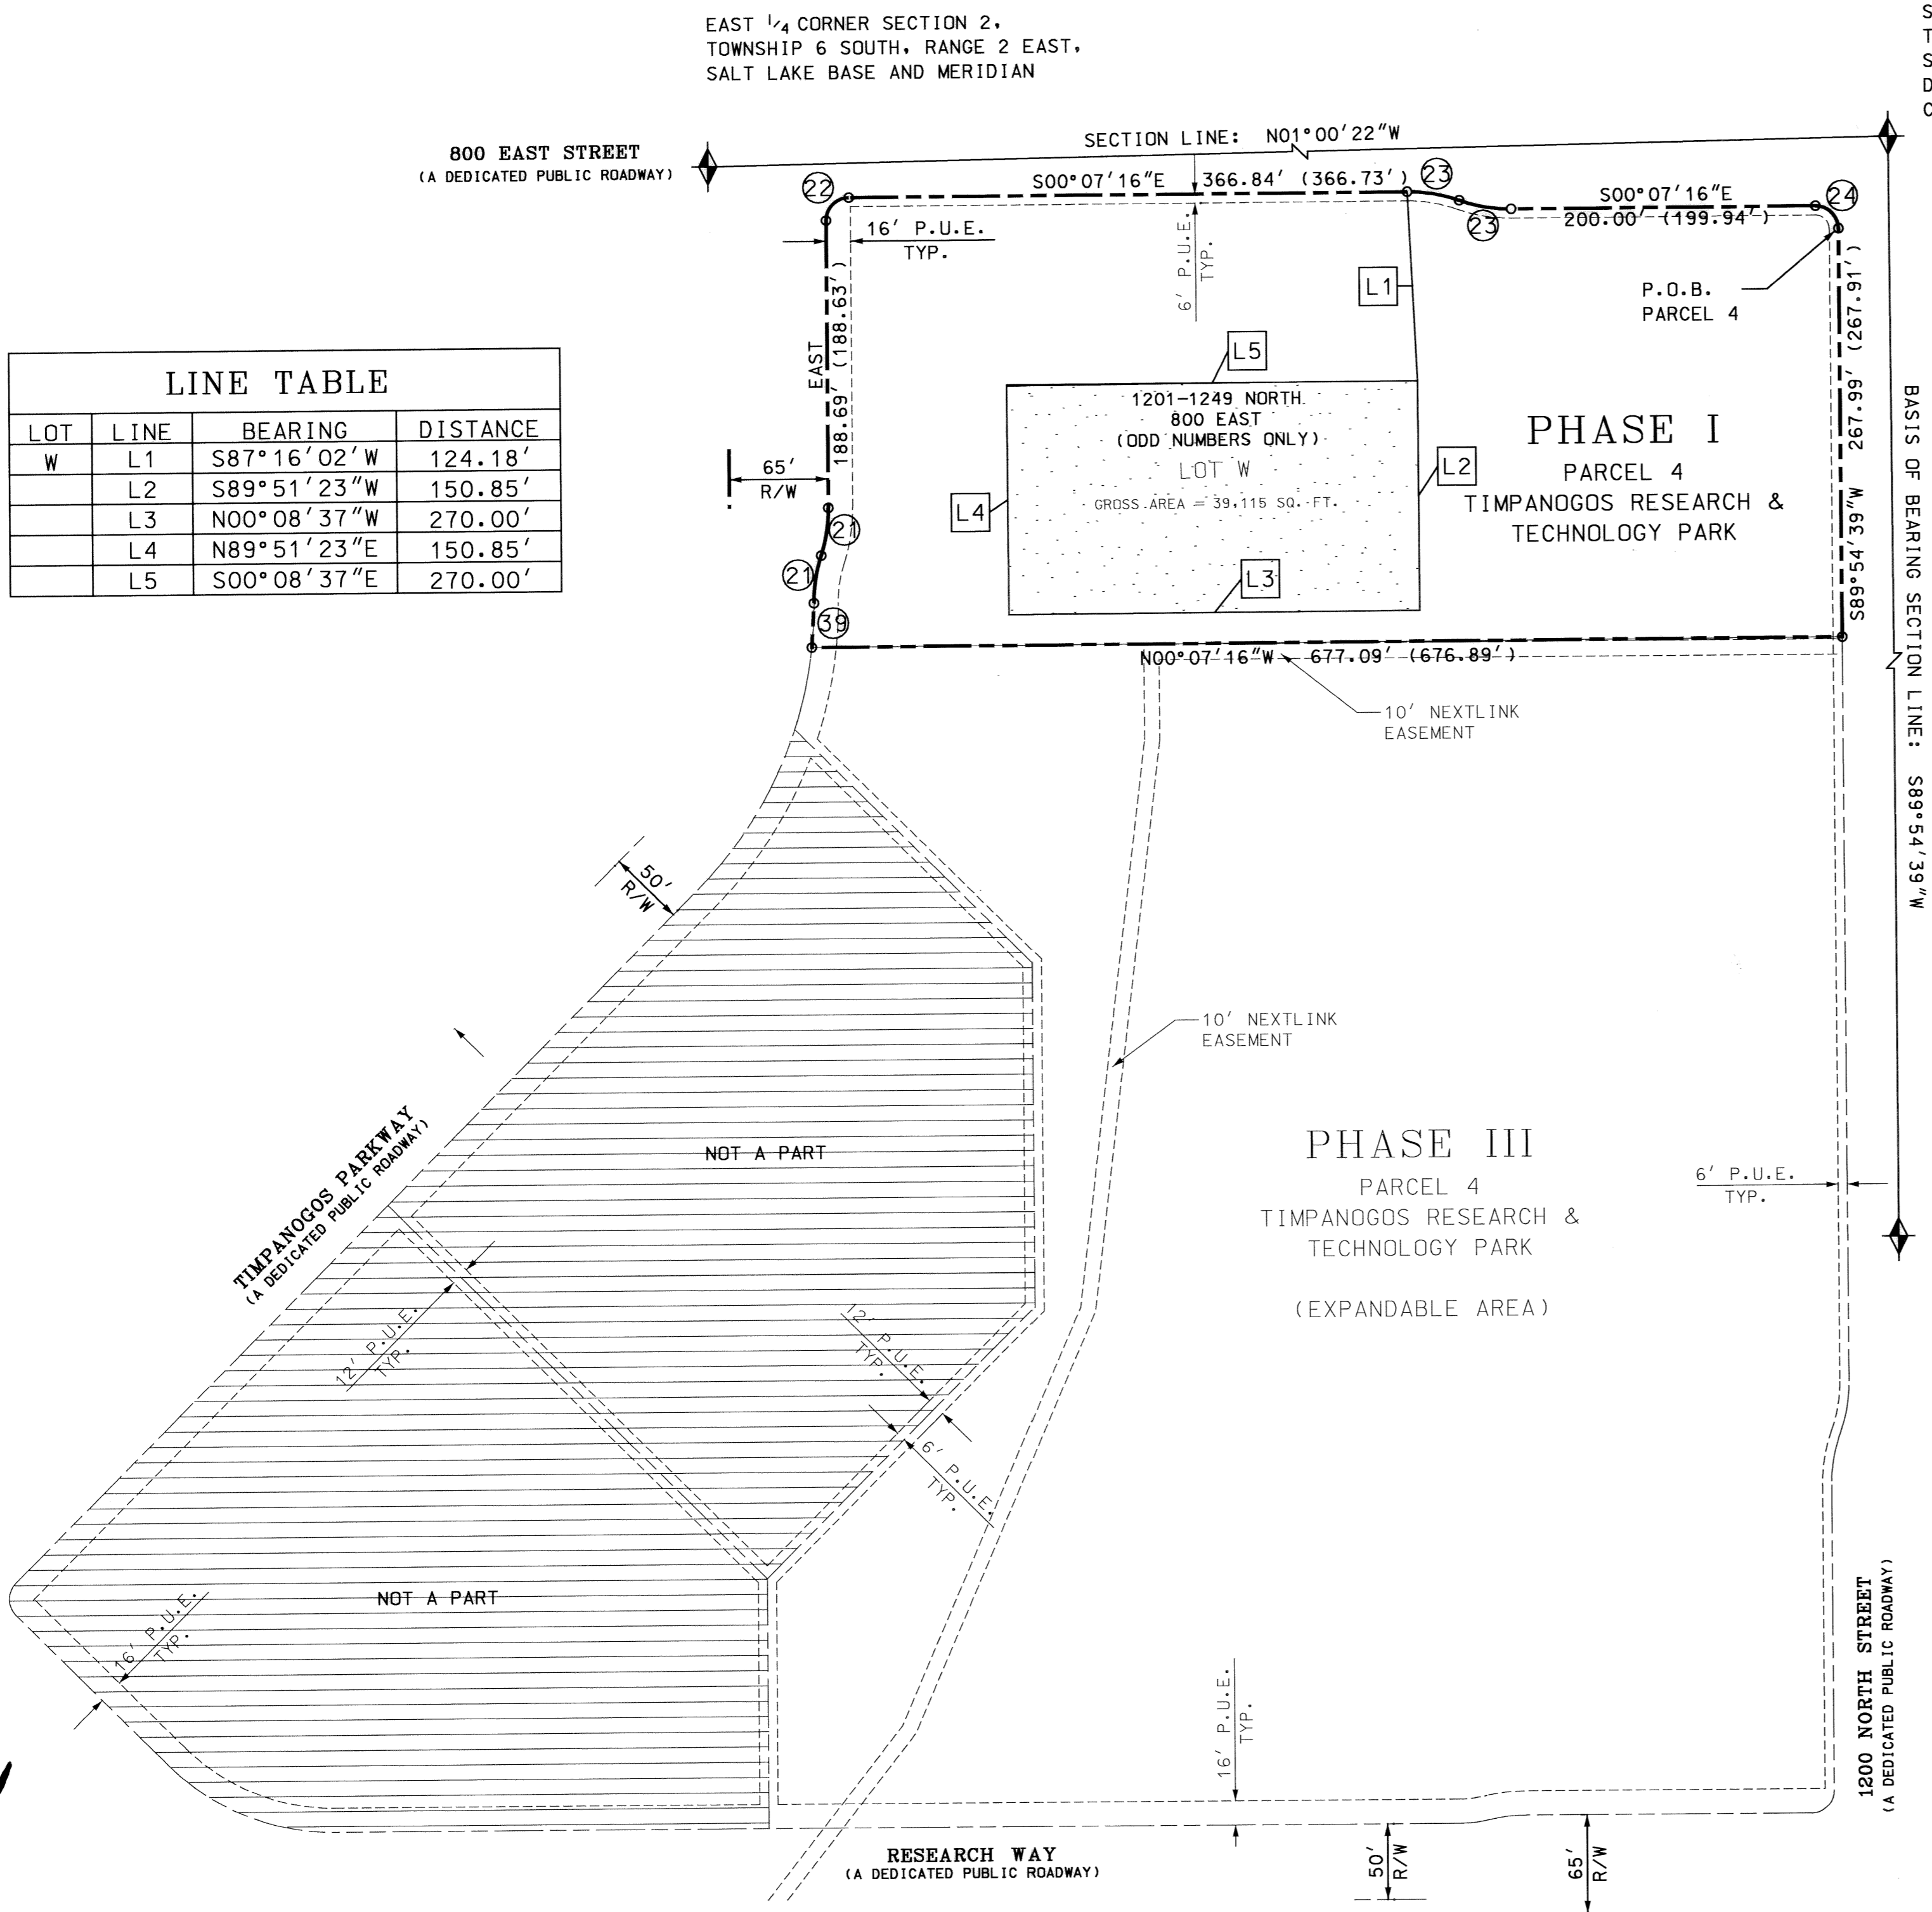 EAST 1/4 CORNER SECTION 2,
TOWNSHIP 6 SOUTH, RANGE 2 EAST,
SALT LAKE BASE AND MERIDIAN
S
T
S
D
C
SECTION LINE: N01°00'22"W
800 EAST STREET
(A DEDICATED PUBLIC ROADWAY)
22
S00°07'16"E 366.84' (366.73')
23
23
S00°07'16"E
200.00' (199.94')
24
16' P.U.E.
TYP.
6' P.U.E.
TYP.
L1
P.O.B.
PARCEL 4
EAST
188.69' (188.63')
S89°54'39"W 267.99' (267.91')
BASIS OF BEARING SECTION LINE: S89°54'39"W
LINE TABLE
LOT LINE BEARING DISTANCE
W L1 S87°16'02'W 124.18'
L2 S89°51'23"W 150.85'
L3 N00°08'37"W 270.00'
L4 N89°51'23"E 150.85'
L5 S00°08'37"E 270.00'
L5
1201-1249 NORTH
800 EAST
(ODD NUMBERS ONLY)
LOT W
GROSS AREA = 39,115 SQ. FT.
L2
L4
L3
PHASE I
PARCEL 4
TIMPANOGOS RESEARCH &
TECHNOLOGY PARK
65'
R/W
21
21
39
N00°07'16"W 677.09' (676.89')
10' NEXTLINK
EASEMENT
50'
R/W
10' NEXTLINK
EASEMENT
TIMPANOGOS PARKWAY
(A DEDICATED PUBLIC ROADWAY)
NOT A PART
PHASE III
PARCEL 4
TIMPANOGOS RESEARCH &
TECHNOLOGY PARK
(EXPANDABLE AREA)
6' P.U.E.
TYP.
12' P.U.E.
TYP.
12' P.U.E.
TYP.
6' P.U.E.
TYP.
NOT A PART
16' P.U.E.
TYP.
16' P.U.E.
TYP.
1200 NORTH STREET
(A DEDICATED PUBLIC ROADWAY)
RESEARCH WAY
(A DEDICATED PUBLIC ROADWAY)
50'
R/W
65'
R/W